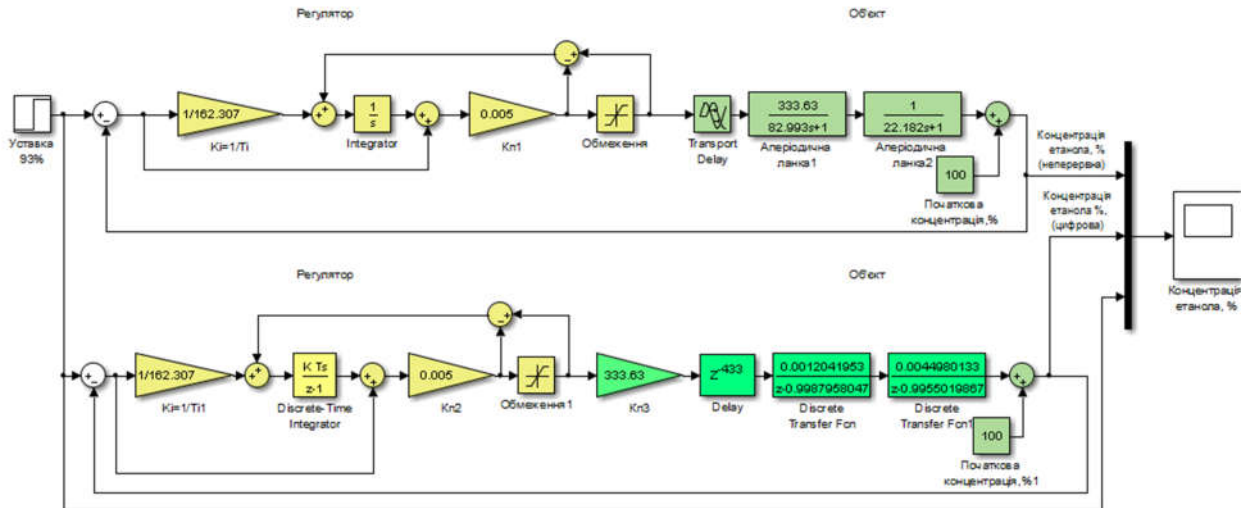 Регулятор
Об'єкт
Уставка
93%
1/162.307
Ki=1/Ti
1
s
Integrator
0.005
Кп1
Обмеження
Transport
Delay
333.63
82.993s+1
Аперіодична
ланка1
1
22.182s+1
Аперіодична
ланка2
100
Початкова
концентрація,%
Концентрація
етанола, %
(неперервна)
Концентрація
етанола %,
(цифрова)
Концентрація
етанола, %
Регулятор
Об'єкт
1/162.307
Ki=1/Ti1
K Ts
z-1
Discrete-Time
Integrator
0.005
Кп2
Обмеження1
333.63
Кп3
z-433
Delay
0.0012041953
z-0.9987958047
Discrete
Transfer Fcn
0.0044980133
z-0.9955019867
Discrete
Transfer Fcn1
100
Початкова
концентрація,%1